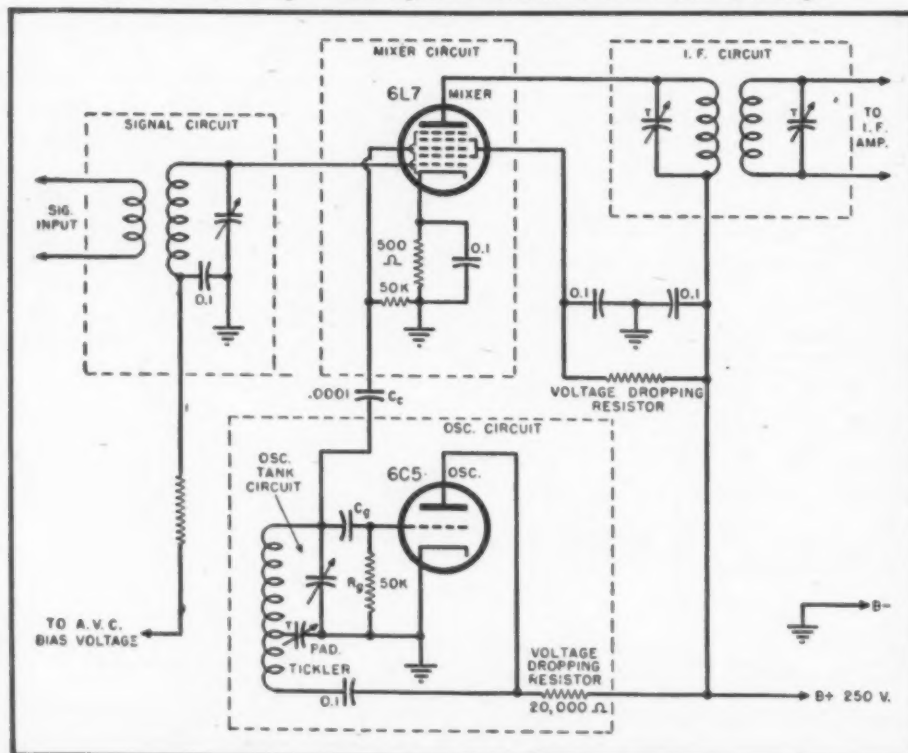 MIXER CIRCUIT
I. F. CIRCUIT
6L7
MIXER
T
T
TO
I. F.
AMP.
SIGNAL CIRCUIT
SIG.
INPUT
0.1
500
Ω
0.1
50K
0.1
0.1
VOLTAGE DROPPING
RESISTOR
.0001
Cc
OSC. CIRCUIT
OSC.
TANK
CIRCUIT
6C5
OSC.
Cg
Rg
50K
T
PAD.
TICKLER
0.1
VOLTAGE
DROPPING
RESISTOR
20,000 Ω
TO A.V.C.
BIAS VOLTAGE
B-
B+ 250 V.